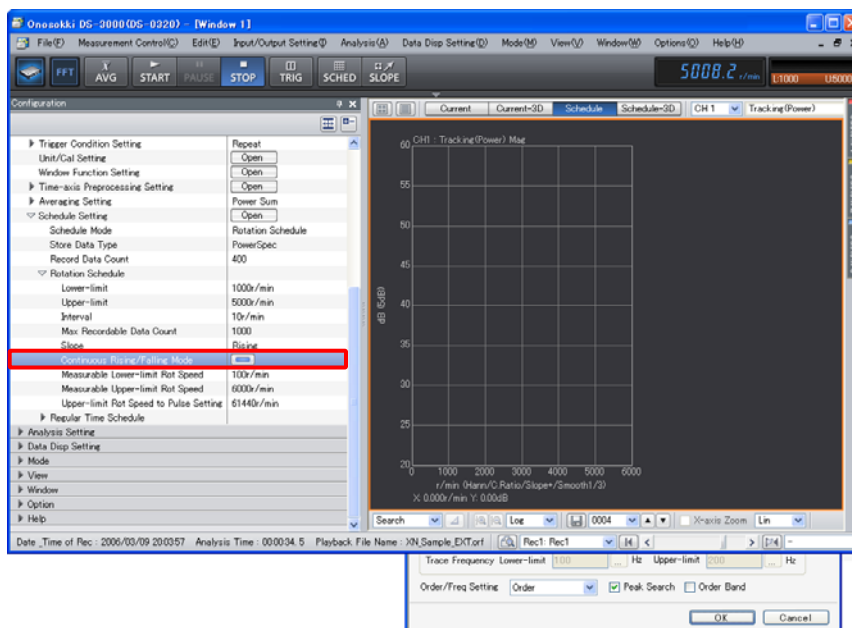 Onosokki DS-3000(DS-0320) - [Window 1]
File(F) Measurement Control(C) Edit(E) Input/Output Setting(I) Analysis(A) Data Disp Setting(D) Mode(M) View(V) Window(W) Options(O) Help(H)
FFT AVG START PAUSE STOP TRIG SCHED SLOPE 5008.2 r/min L:1000 U:5000
Configuration
Current Current-3D Schedule Schedule-3D CH 1 Tracking(Power)
Trigger Condition Setting Repeat
Unit/Cal Setting Open
Window Function Setting Open
Time-axis Preprocessing Setting Open
Averaging Setting Power Sum
Schedule Setting Open
Schedule Mode Rotation Schedule
Store Data Type PowerSpec
Record Data Count 400
Rotation Schedule
Lower-limit 1000r/min
Upper-limit 5000r/min
Interval 10r/min
Max Recordable Data Count 1000
Slope Rising
Continuous Rising/Falling Mode
Measurable Lower-limit Rot Speed 100r/min
Measurable Upper-limit Rot Speed 6000r/min
Upper-limit Rot Speed to Pulse Setting 61440r/min
Regular Time Schedule
Analysis Setting
Data Disp Setting
Mode
View
Window
Option
Help
CH1 : Tracking(Power) Mag
60
55
50
45
40
35
30
25
20
dB (5dB)
0 1000 2000 3000 4000 5000 6000
r/min (Hann/C.Ratio/Slope+/Smooth1/3)
X: 0.000r/min Y: 0.00dB
Search Log 0004 X-axis Zoom Lin
Date _Time of Rec : 2006/03/09 20:03:57 Analysis Time : 00:00:34. 5 Playback File Name : XN_Sample_EXT.orf Rec1: Rec1
Trace Frequency Lower-limit 100 ... Hz Upper-limit 200 ... Hz
Order/Freq Setting Order Peak Search Order Band
OK Cancel